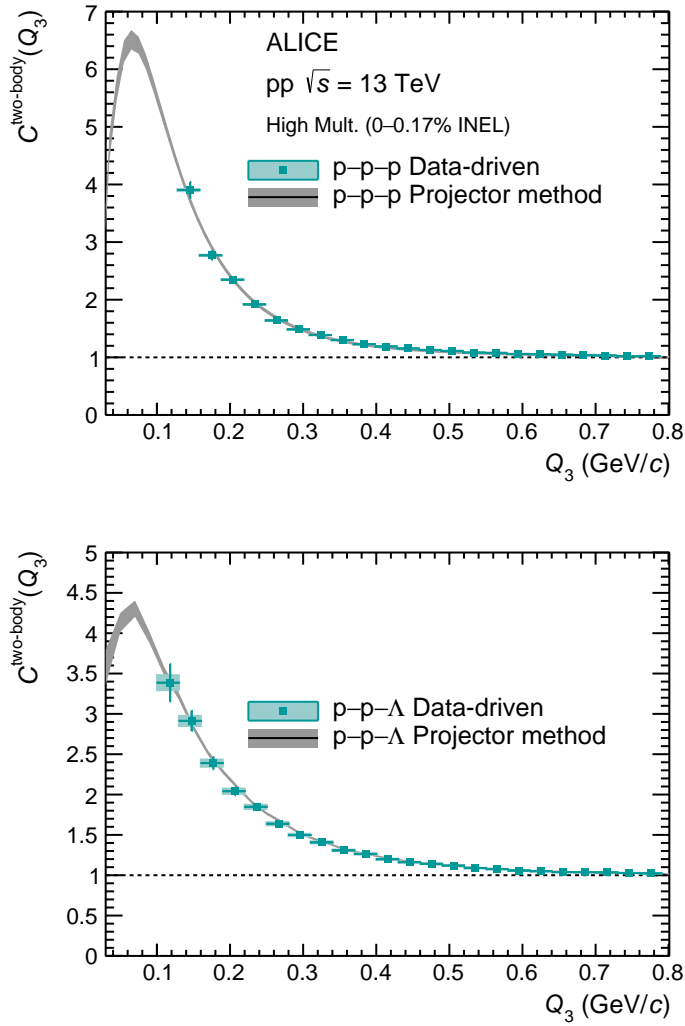 C^two-body(Q_3)
7
6
5
4
3
2
1
0
ALICE
pp √s = 13 TeV
High Mult. (0–0.17% INEL)
p–p–p Data-driven
p–p–p Projector method
0.1 0.2 0.3 0.4 0.5 0.6 0.7 0.8
Q_3 (GeV/c)
C^two-body(Q_3)
5
4.5
4
3.5
3
2.5
2
1.5
1
0.5
0
p–p–Λ Data-driven
p–p–Λ Projector method
0.1 0.2 0.3 0.4 0.5 0.6 0.7 0.8
Q_3 (GeV/c)